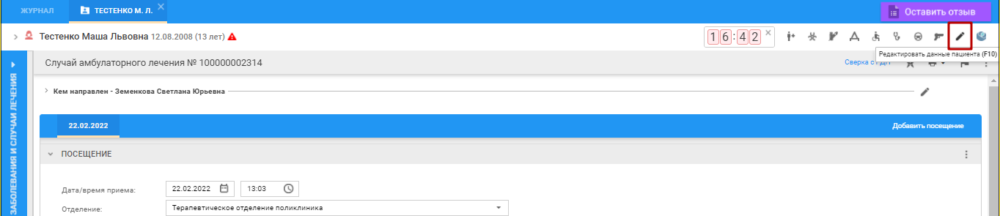 ЖУРНАЛ
ТЕСТЕНКО М. Л.
Оставить отзыв
Тестенко Маша Львовна 12.08.2008 (13 лет)
16:42
Редактировать данные пациента (F10)
Случай амбулаторного лечения № 100000002314
Сверка с РДП
Кем направлен - Земенкова Светлана Юрьевна
22.02.2022
Добавить посещение
ПОСЕЩЕНИЕ
Дата/время приема: 22.02.2022 13:03
Отделение: Терапевтическое отделение поликлиника
ЗАБОЛЕВАНИЯ И СЛУЧАИ ЛЕЧЕНИЯ